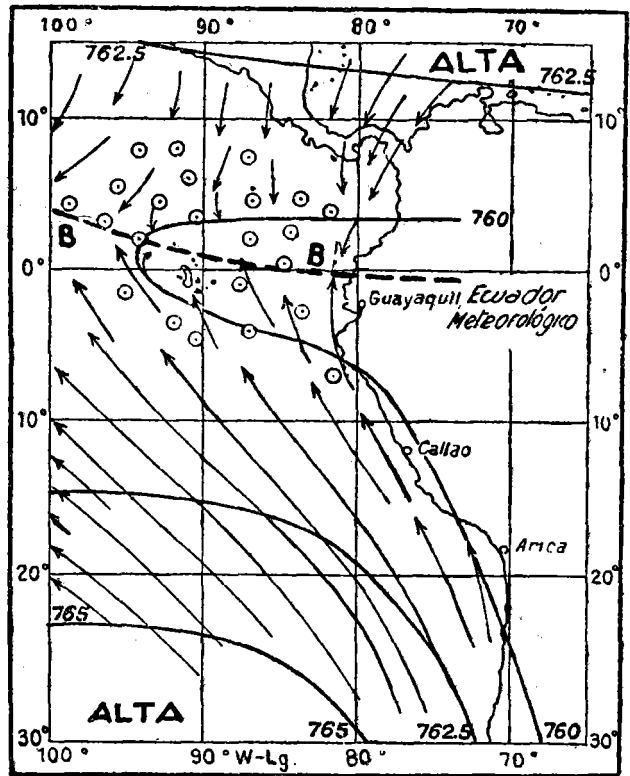 100° 90° 80° 70°
762.5 ALTA 762.5
10° 10°
760
B B
0° 0°
Guayaquil Ecuador
Meteorológico
10° 10°
Callao
Arica
20° 20°
765
ALTA
765 762.5 760
30° 30°
100° 90° W-Lg. 80° 70°